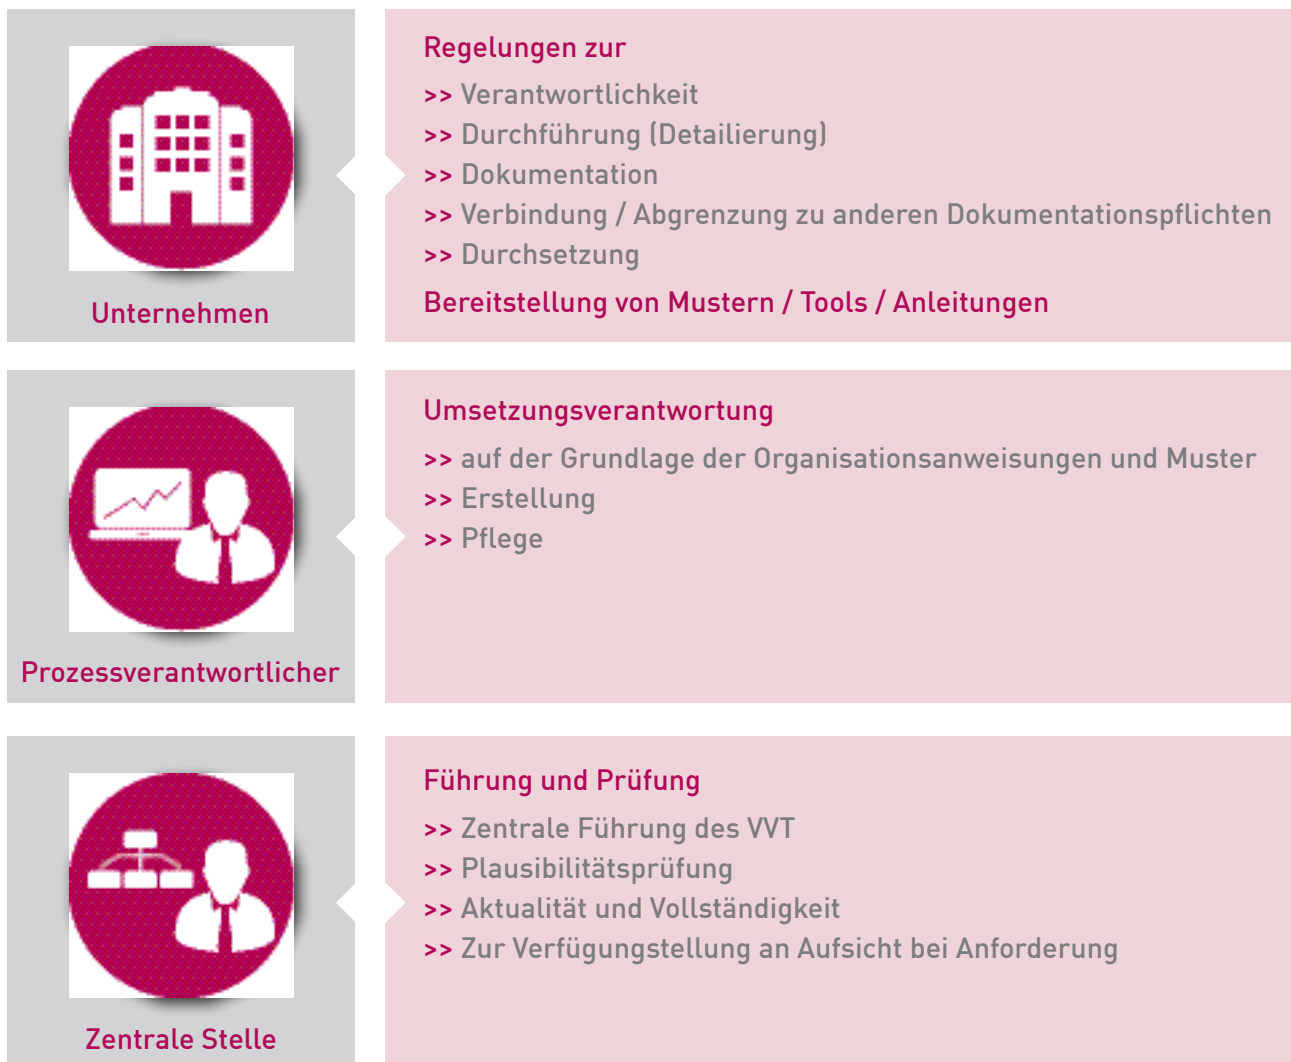 Unternehmen
Regelungen zur
>> Verantwortlichkeit
>> Durchführung (Detailierung)
>> Dokumentation
>> Verbindung / Abgrenzung zu anderen Dokumentationspflichten
>> Durchsetzung
Bereitstellung von Mustern / Tools / Anleitungen
Prozessverantwortlicher
Umsetzungsverantwortung
>> auf der Grundlage der Organisationsanweisungen und Muster
>> Erstellung
>> Pflege
Zentrale Stelle
Führung und Prüfung
>> Zentrale Führung des VVT
>> Plausibilitätsprüfung
>> Aktualität und Vollständigkeit
>> Zur Verfügungstellung an Aufsicht bei Anforderung